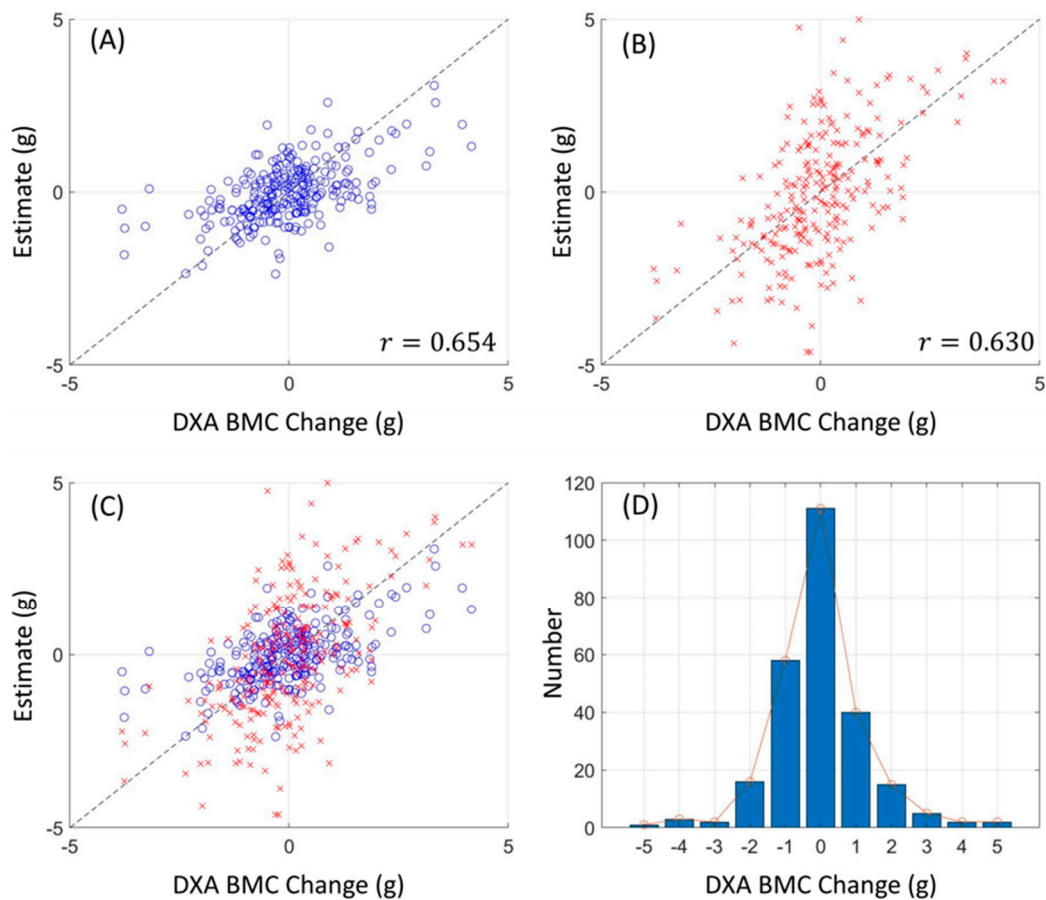 (A)
5
0
-5
-5
0
5
Estimate (g)
r = 0.654
DXA BMC Change (g)
(B)
5
0
-5
-5
0
5
Estimate (g)
r = 0.630
DXA BMC Change (g)
(C)
5
0
-5
-5
0
5
Estimate (g)
DXA BMC Change (g)
(D)
120
100
80
60
40
20
0
Number
-5 -4 -3 -2 -1 0 1 2 3 4 5
DXA BMC Change (g)